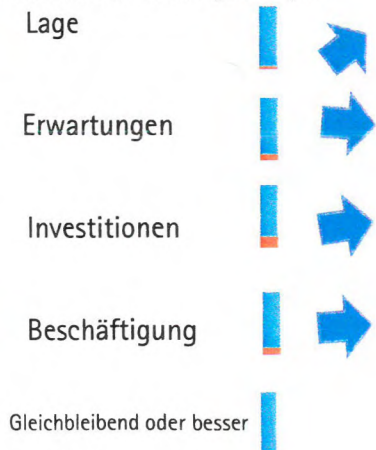 Lage
Erwartungen
Investitionen
Beschäftigung
Gleichbleibend oder besser